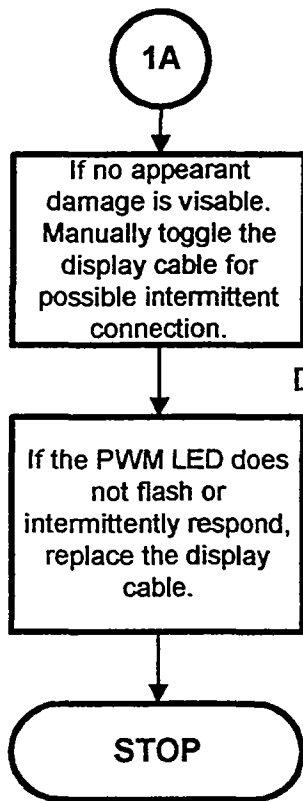 1A
If no appearant
damage is visable.
Manually toggle the
display cable for
possible intermittent
connection.
If the PWM LED does
not flash or
intermittently respond,
replace the display
cable.
STOP